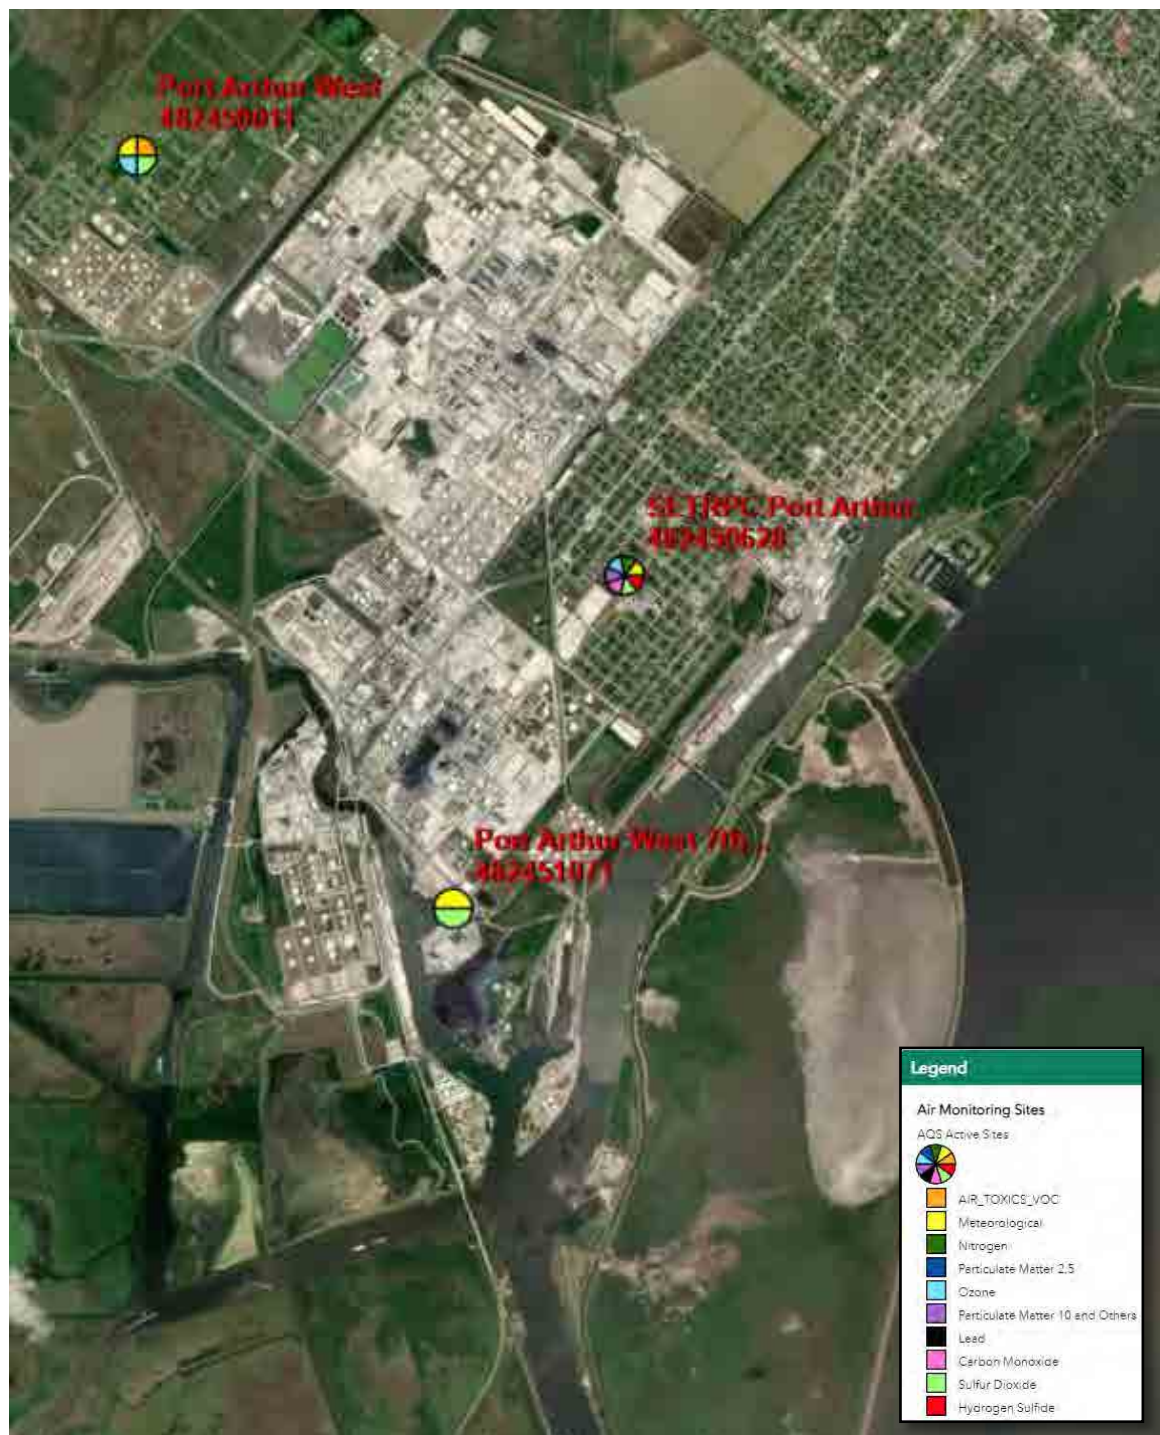 Port Arthur West
482450011
SETRPC Port Arthur
482450628
Port Arthur West 7th ...
482451071
Legend
Air Monitoring Sites
AQS Active Sites
AIR_TOXICS_VOC
Meteorological
Nitrogen
Particulate Matter 2.5
Ozone
Particulate Matter 10 and Others
Lead
Carbon Monoxide
Sulfur Dioxide
Hydrogen Sulfide